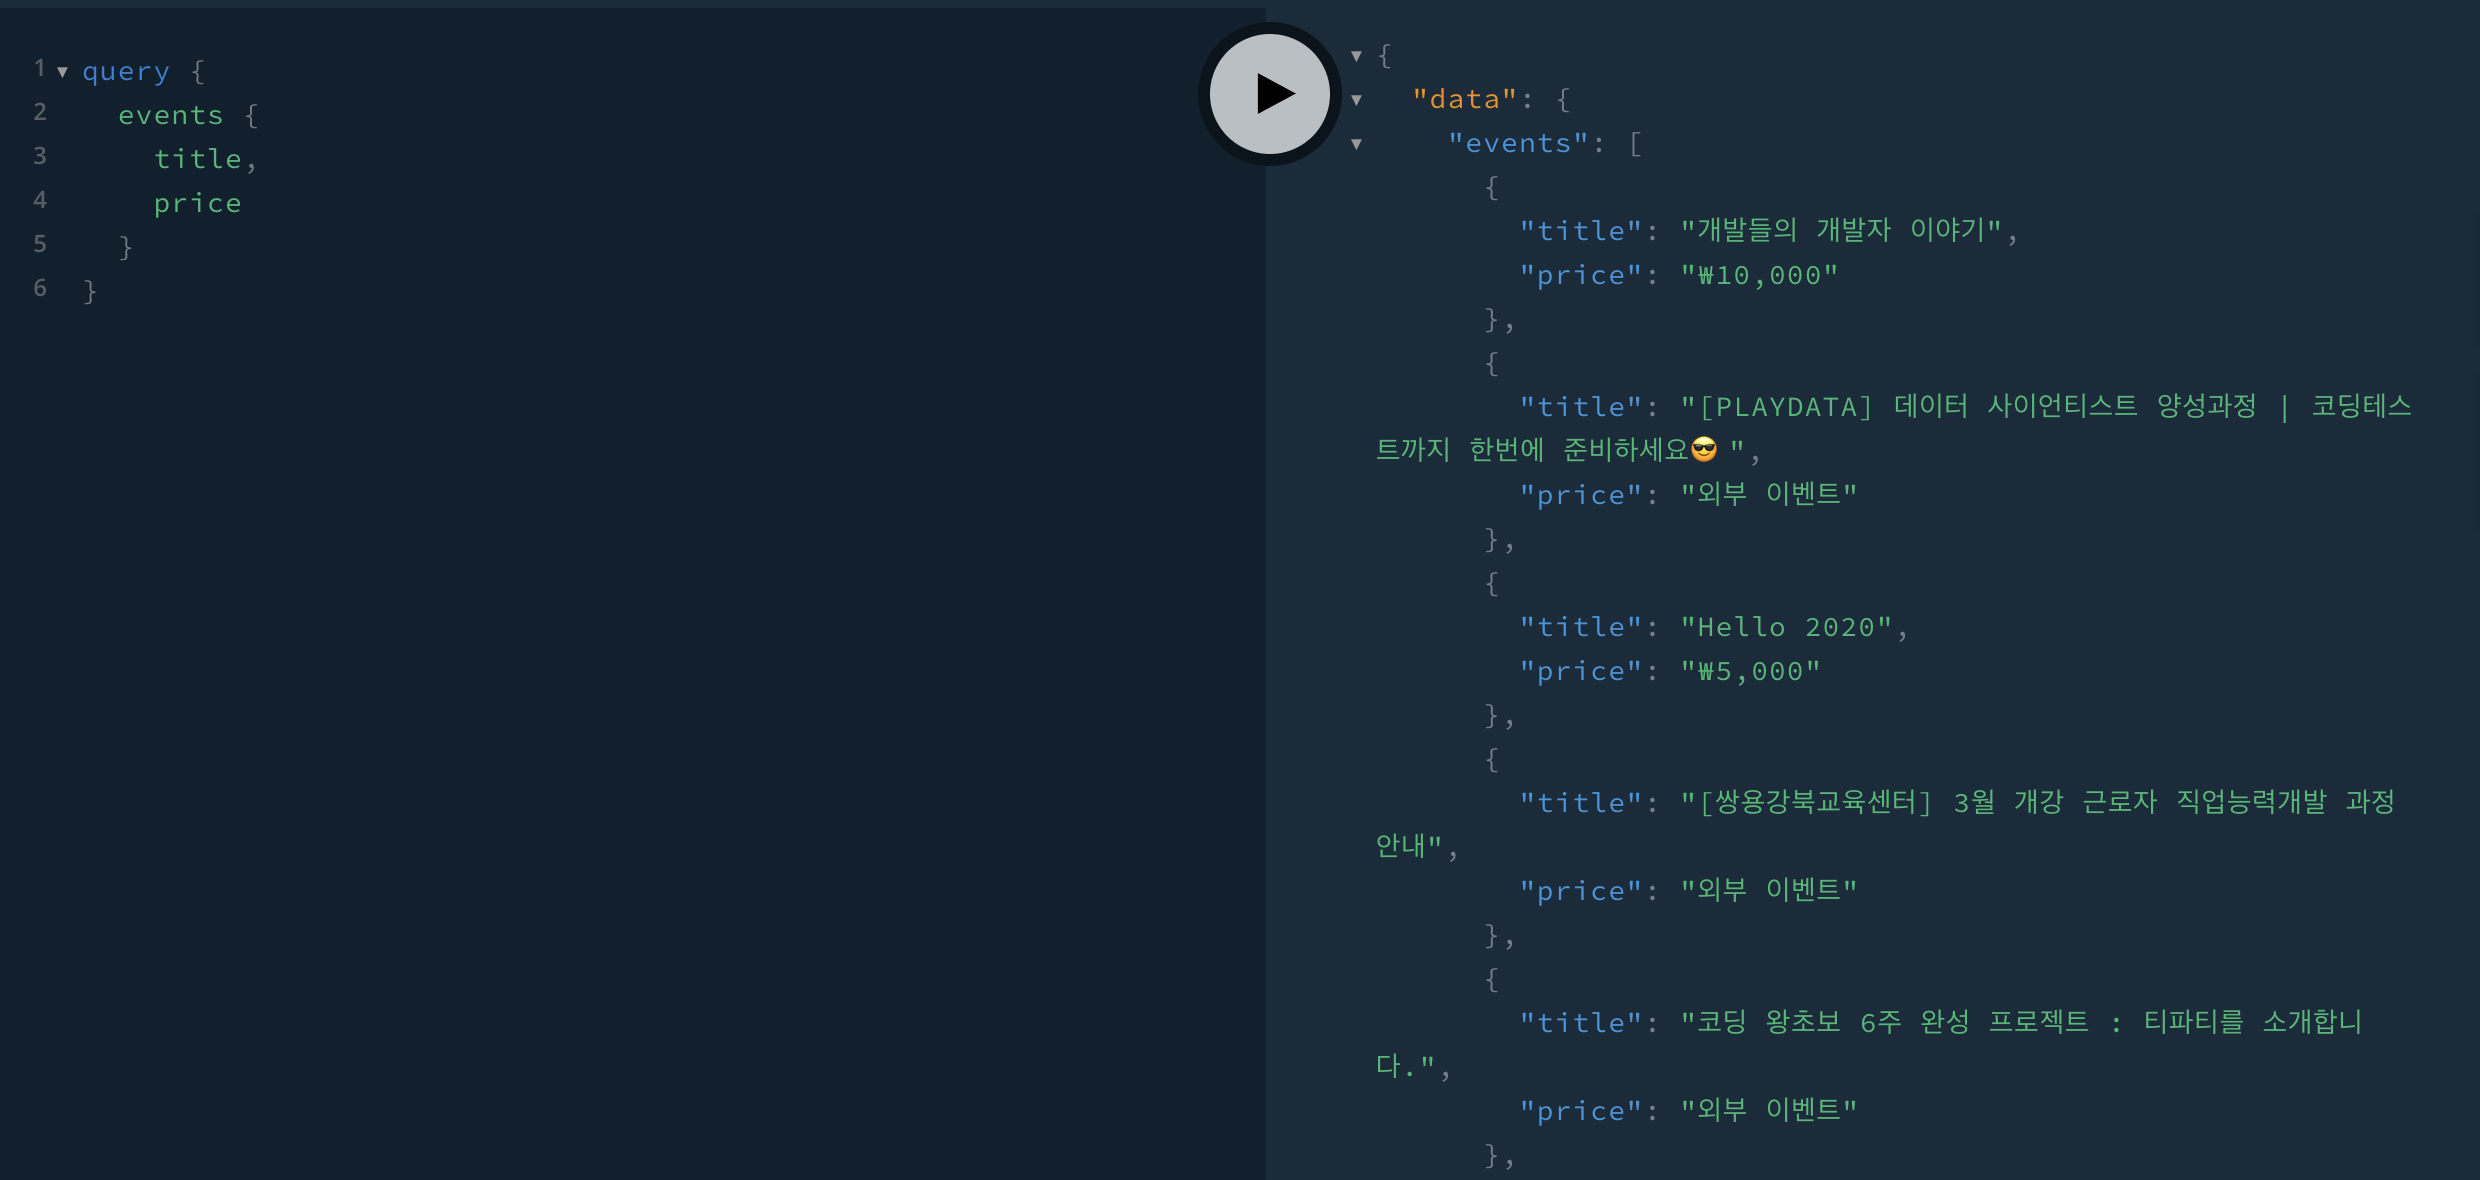 1 query {
2 events {
3 title,
4 price
5 }
6 }
{
"data": {
"events": [
{
"title": "개발들의 개발자 이야기",
"price": "₩10,000"
},
{
"title": "[PLAYDATA] 데이터 사이언티스트 양성과정 | 코딩테스
트까지 한번에 준비하세요😎 ",
"price": "외부 이벤트"
},
{
"title": "Hello 2020",
"price": "₩5,000"
},
{
"title": "[쌍용강북교육센터] 3월 개강 근로자 직업능력개발 과정
안내",
"price": "외부 이벤트"
},
{
"title": "코딩 왕초보 6주 완성 프로젝트 : 티파티를 소개합니
다.",
"price": "외부 이벤트"
},